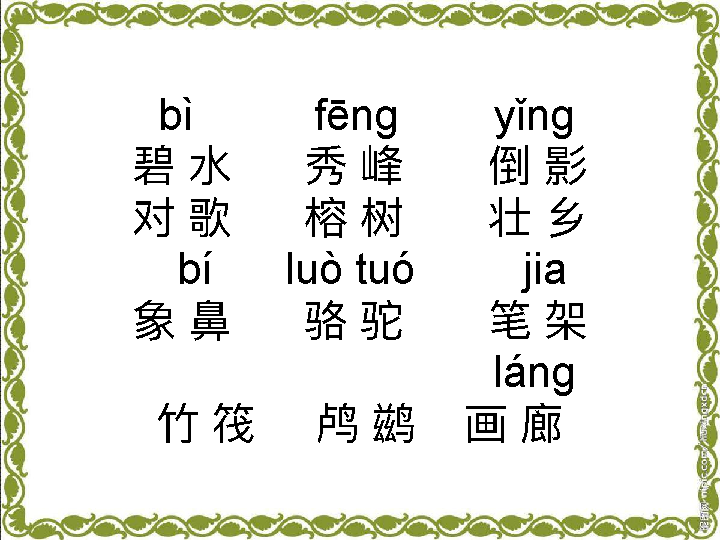 bì fēng yǐng
碧 水 秀 峰 倒 影
对 歌 榕 树 壮 乡
bí luò tuó jia
象 鼻 骆 驼 笔 架
láng
竹 筏 鸬 鹚 画 廊